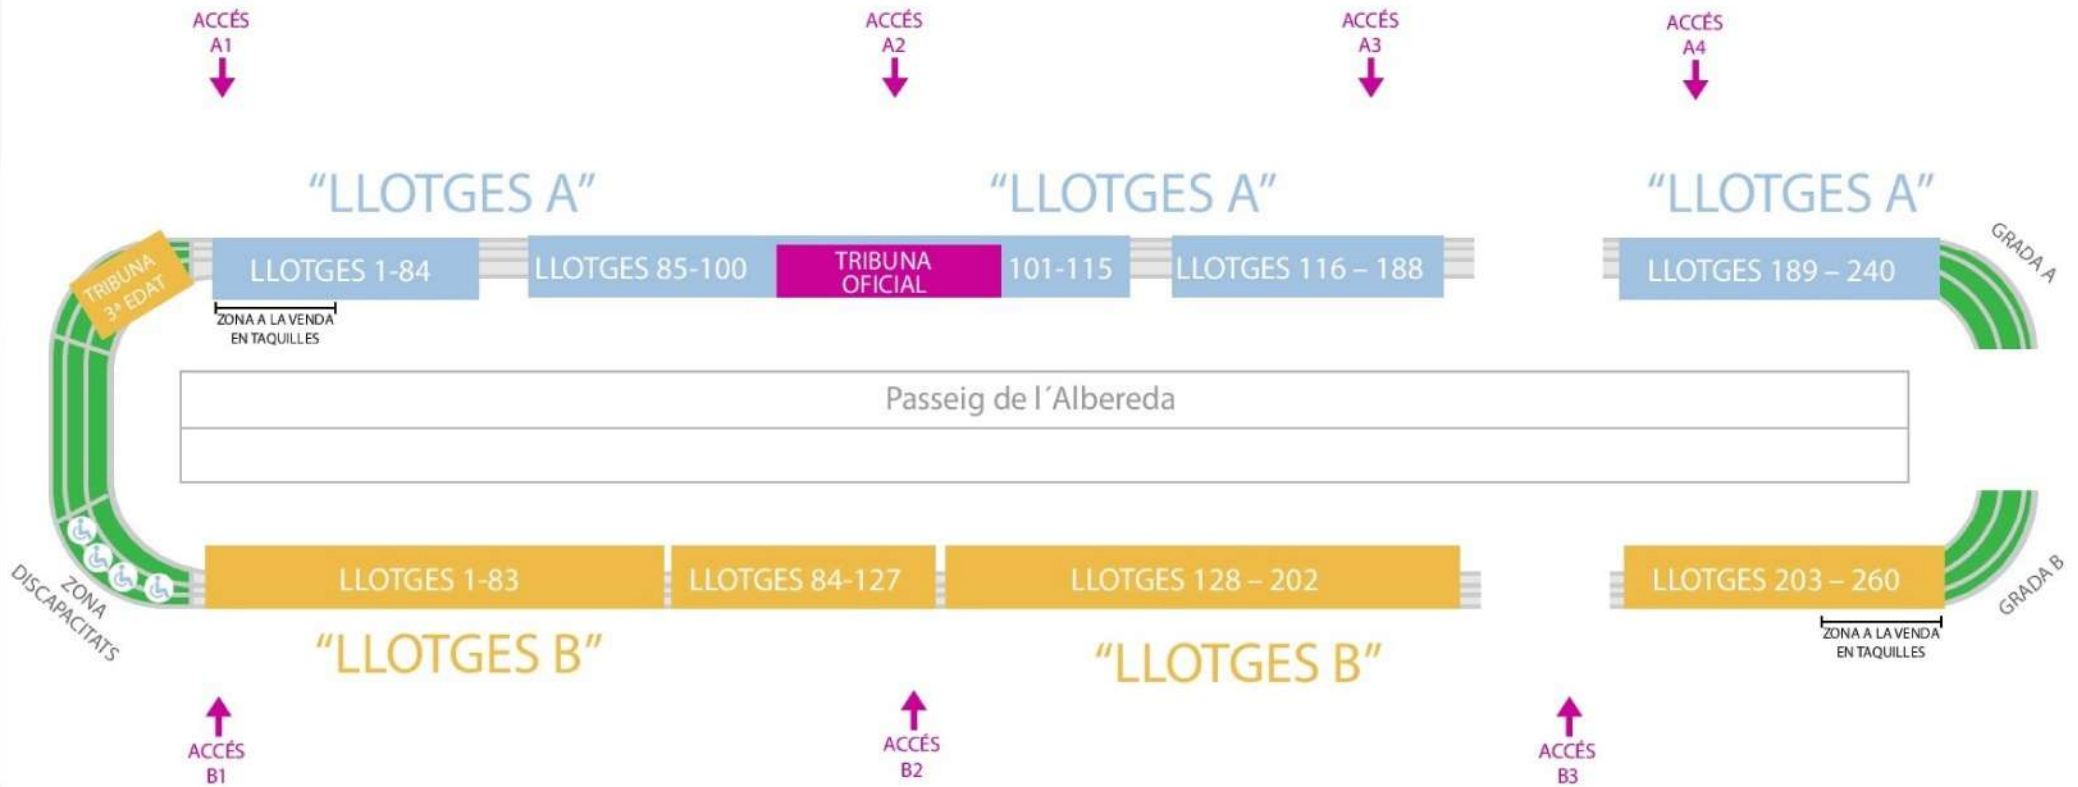 ACCÉS
A1
ACCÉS
A2
ACCÉS
A3
ACCÉS
A4
“LLOTGES A”
“LLOTGES A”
“LLOTGES A”
TRIBUNA
3ª EDAT
LLOTGES 1-84
LLOTGES 85-100
TRIBUNA
OFICIAL
101-115
LLOTGES 116 – 188
LLOTGES 189 – 240
GRADA A
ZONA A LA VENDA
EN TAQUILLES
Passeig de l´Albereda
ZONA
DISCAPACITATS
LLOTGES 1-83
LLOTGES 84-127
LLOTGES 128 – 202
LLOTGES 203 – 260
GRADA B
ZONA A LA VENDA
EN TAQUILLES
“LLOTGES B”
“LLOTGES B”
ACCÉS
B1
ACCÉS
B2
ACCÉS
B3